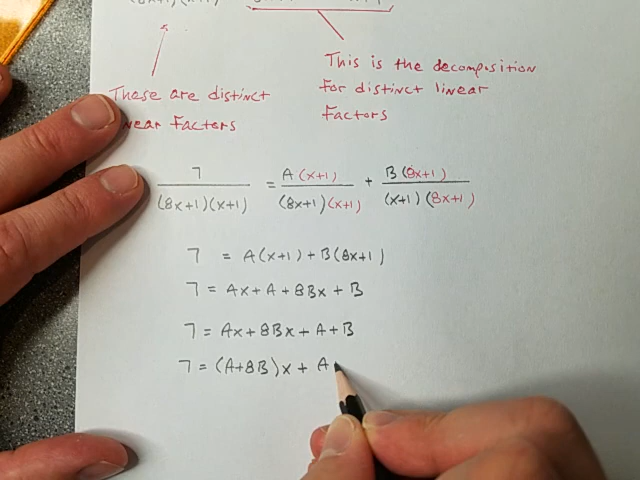 This is the decomposition
for distinct linear
Factors
These are distinct
Factors
7 / (8x+1)(x+1) = A(x+1) / (8x+1)(x+1) + B(8x+1) / (x+1)(8x+1)
7 = A(x+1) + B(8x+1)
7 = Ax + A + 8Bx + B
7 = Ax + 8Bx + A + B
7 = (A+8B)x + A